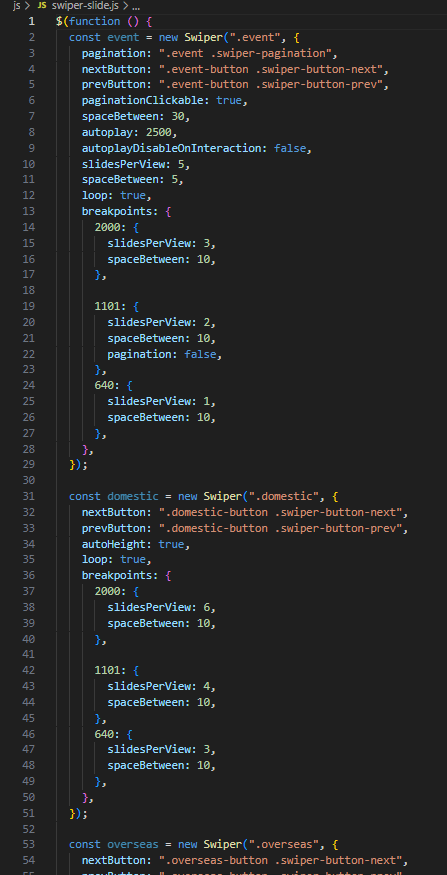 js > JS swiper-slide.js > ...
1 $(function () {
2 const event = new Swiper(".event", {
3 pagination: ".event .swiper-pagination",
4 nextButton: ".event-button .swiper-button-next",
5 prevButton: ".event-button .swiper-button-prev",
6 paginationClickable: true,
7 spaceBetween: 30,
8 autoplay: 2500,
9 autoplayDisableOnInteraction: false,
10 slidesPerView: 5,
11 spaceBetween: 5,
12 loop: true,
13 breakpoints: {
14 2000: {
15 slidesPerView: 3,
16 spaceBetween: 10,
17 },
18
19 1101: {
20 slidesPerView: 2,
21 spaceBetween: 10,
22 pagination: false,
23 },
24 640: {
25 slidesPerView: 1,
26 spaceBetween: 10,
27 },
28 },
29 });
30
31 const domestic = new Swiper(".domestic", {
32 nextButton: ".domestic-button .swiper-button-next",
33 prevButton: ".domestic-button .swiper-button-prev",
34 autoHeight: true,
35 loop: true,
36 breakpoints: {
37 2000: {
38 slidesPerView: 6,
39 spaceBetween: 10,
40 },
41
42 1101: {
43 slidesPerView: 4,
44 spaceBetween: 10,
45 },
46 640: {
47 slidesPerView: 3,
48 spaceBetween: 10,
49 },
50 },
51 });
52
53 const overseas = new Swiper(".overseas", {
54 nextButton: ".overseas-button .swiper-button-next",